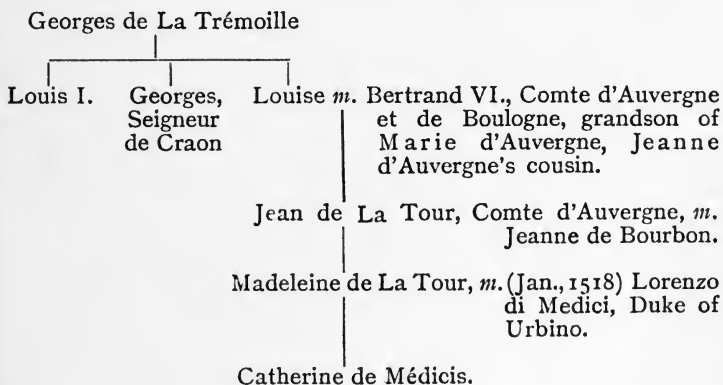 Georges de La Trémoille
Louis I. Georges, Louise m. Bertrand VI., Comte d'Auvergne
Seigneur et de Boulogne, grandson of
de Craon Marie d'Auvergne, Jeanne
d'Auvergne's cousin.
Jean de La Tour, Comte d'Auvergne, m.
Jeanne de Bourbon.
Madeleine de La Tour, m. (Jan., 1518) Lorenzo
di Medici, Duke of
Urbino.
Catherine de Médicis.